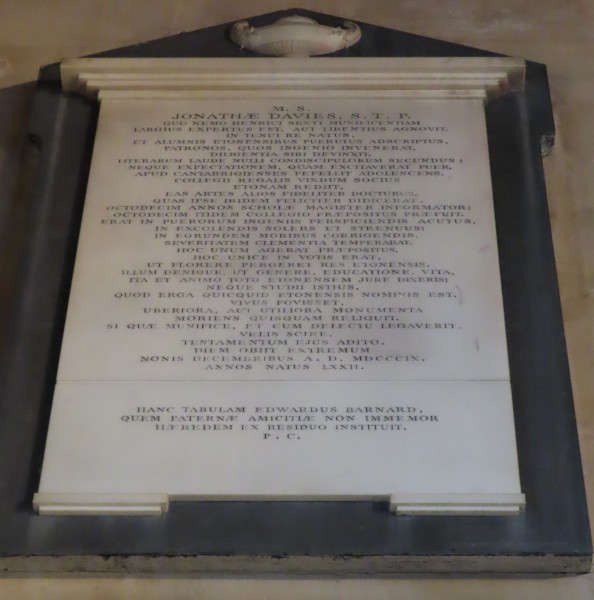 M. S.
JONATHÆ DAVIES, S. T. P.
QUO NEMO HENRICI SEXTI MUNIFICENTIAM
LARGIUS EXPERTUS EST, AUT LIBENTIUS AGNOVIT.
IN TENUI RE NATUS,
ET ALUMNIS ETONENSIBUS PUERULUS ADSCRIPTUS,
PATRONOS, QUOS INGENIO INVENERAT,
DILIGENTIA SIBI DEVINXIT.
LITERARUM LAUDE NULLI CONDISCIPULORUM SECUNDUS;
NEQUE EXPECTATIONEM, QUAM EXCITAVERAT PUER,
APUD CANTABRIGIENSES FEFELLIT ADOLESCENS.
COLLEGII REGALIS VIXDUM SOCIUS
ETONAM REDIIT,
EAS ARTES ALIOS FIDELITER DOCTURUS,
QUAS IPSE IBIDEM FELICITER DIDICERAT.
OCTODECIM ANNOS SCHOLÆ MAGISTER INFORMATOR;
OCTODECIM ITIDEM COLLEGIO PRÆPOSITUS PRÆFUIT.
ERAT IN PUERORUM INGENIIS PERSPICIENDIS ACUTUS,
IN EXCOLENDIS SOLERS ET STRENUUS;
IN EORUNDEM MORIBUS CORRIGENDIS,
SEVERITATEM CLEMENTIA TEMPERABAT.
HOC UNUM AGEBAT PRÆPOSITUS,
HOC UNICE IN VOTIS ERAT,
UT FLORERE PERGERET RES ETONENSIS.
ILLUM DENIQUE, UT GENERE, EDUCATIONE, VITA,
ITA ET ANIMO TOTO ETONENSEM JURE DIXERIS;
NEQUE STUDII ISTIUS,
QUOD ERGA QUICQUID ETONENSIS NOMINIS EST,
VIVUS FOVISSET,
UBERIORA, AUT UTILIORA MONUMENTA
MORIENS QUISQUAM RELIQUIT.
SI QUÆ MUNIFICE, ET CUM DELECTU LEGAVERIT,
VELIS SCIRE,
TESTAMENTUM EJUS ADITO.
DIEM OBIIT EXTREMUM
NONIS DECEMBRIBUS A. D. MDCCCIX.
ANNOS NATUS LXXII.
HANC TABULAM EDWARDUS BARNARD,
QUEM PATERNÆ AMICITIÆ NON IMMEMOR
HÆREDEM EX RESIDUO INSTITUIT.
P. C.